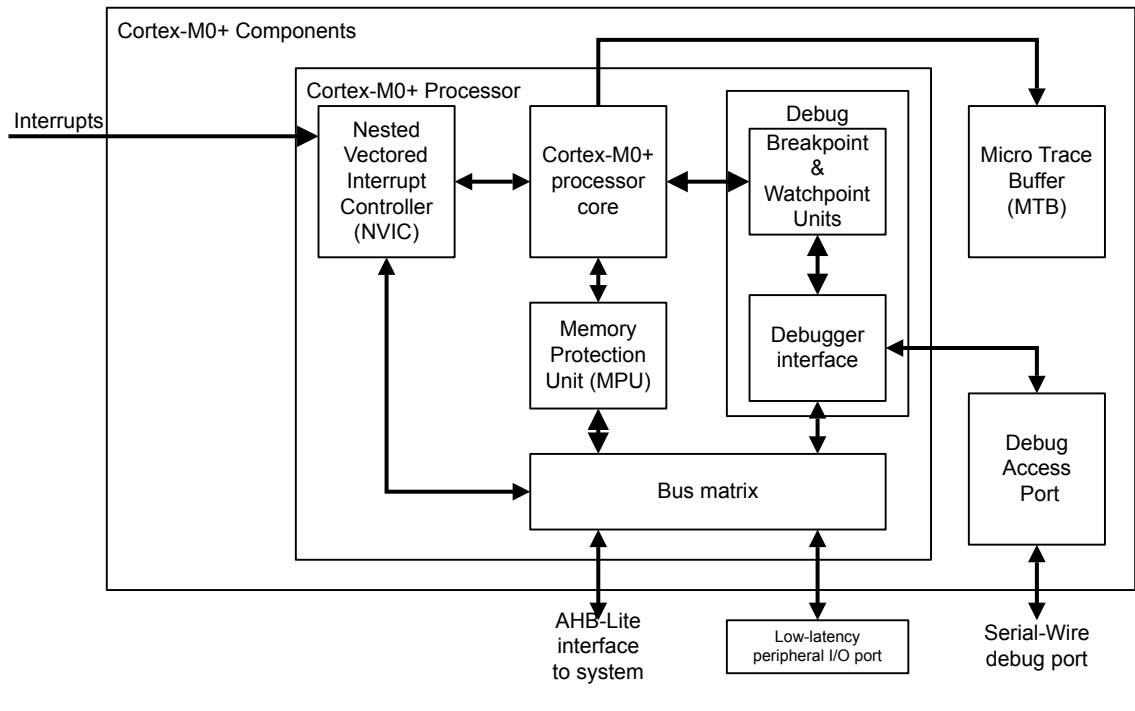 Cortex-M0+ Components
Cortex-M0+ Processor
Interrupts
Nested
Vectored
Interrupt
Controller
(NVIC)
Cortex-M0+
processor
core
Debug
Breakpoint
&
Watchpoint
Units
Micro Trace
Buffer
(MTB)
Memory
Protection
Unit (MPU)
Debugger
interface
Debug
Access
Port
Bus matrix
AHB-Lite
interface
to system
Low-latency
peripheral I/O port
Serial-Wire
debug port